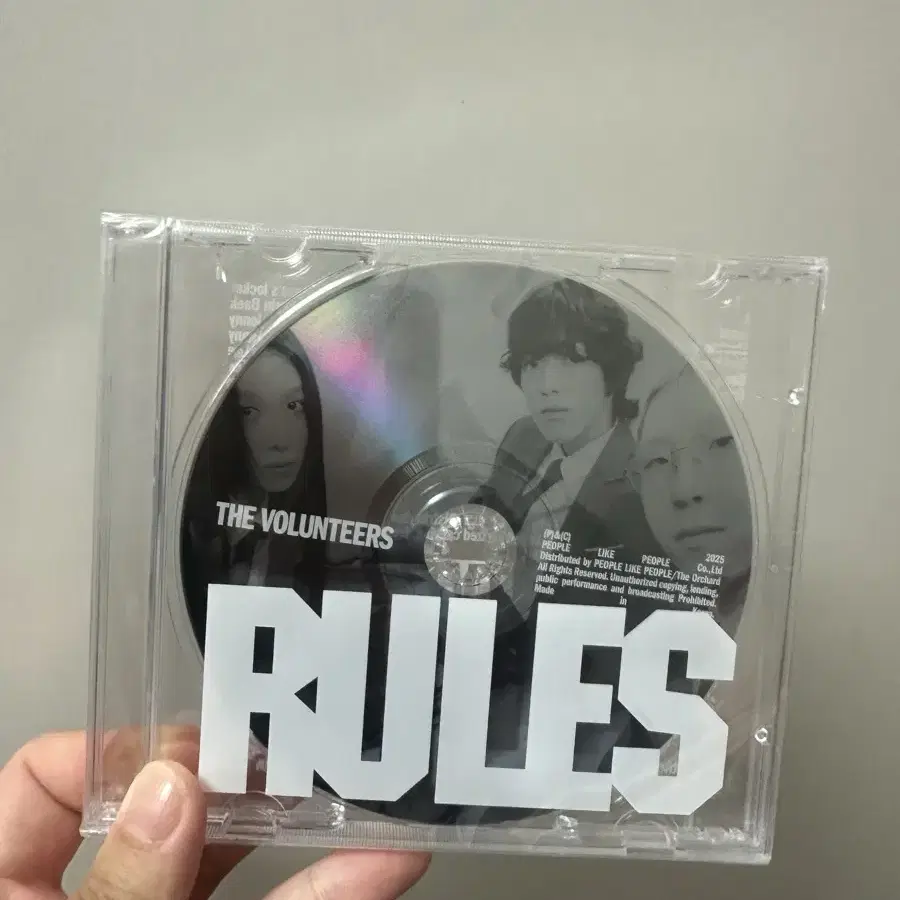 THE VOLUNTEERS
(P)&(C) 2025
PEOPLE LIKE PEOPLE Co.,Ltd
Distributed by PEOPLE LIKE PEOPLE/The Orchard
All Rights Reserved. Unauthorized copying, lending,
public performance and broadcasting Prohibited.
Made in Korea.
RULES